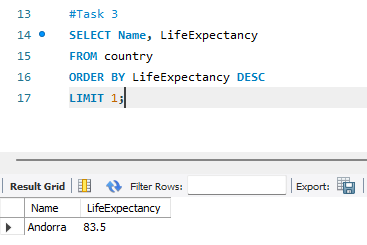 13 #Task 3
14 SELECT Name, LifeExpectancy
15 FROM country
16 ORDER BY LifeExpectancy DESC
17 LIMIT 1;
Result Grid Filter Rows: Export:
Name LifeExpectancy
Andorra 83.5